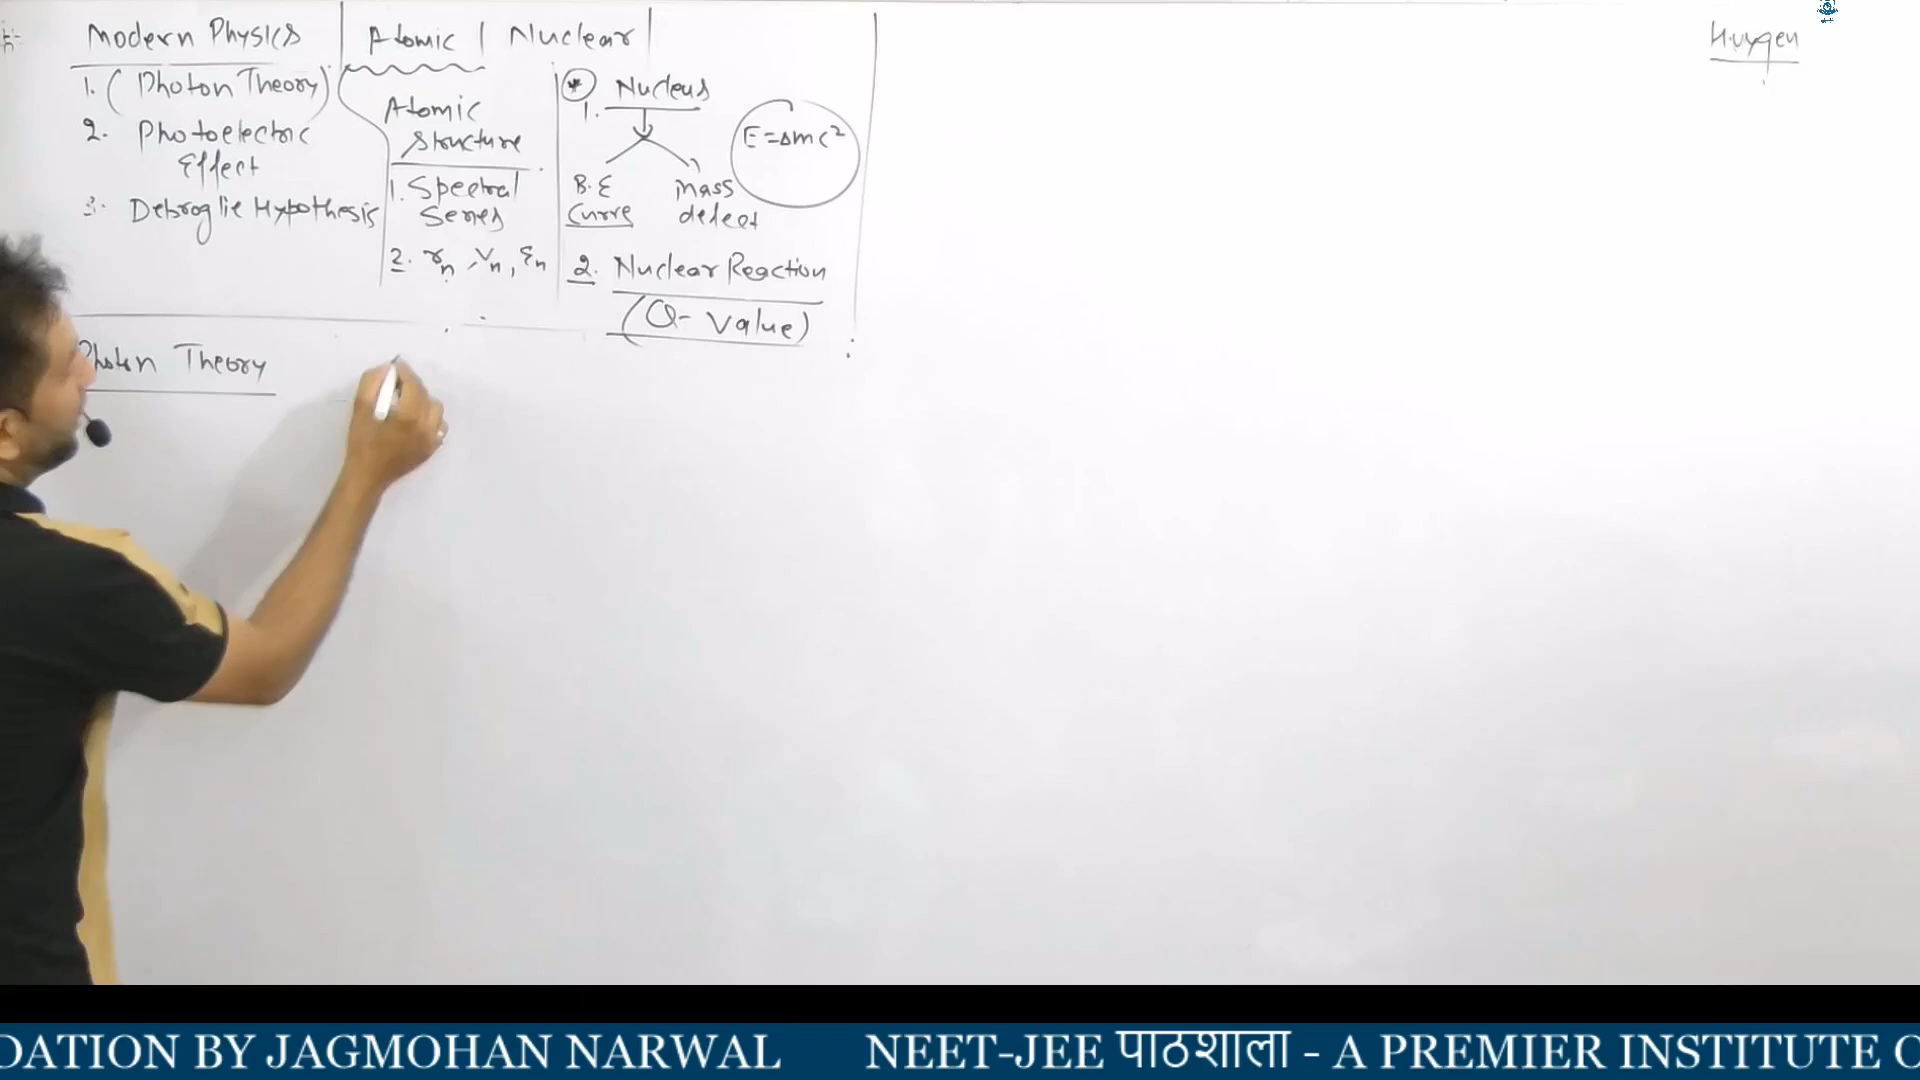 Modern Physics | Atomic | Nuclear |
1. (Photon Theory)
2. Photoelectric
Effect
3. Debroglie Hypothesis
Atomic
Structure
1. Spectral
Series
2. rn, Vn, En
* Nucleus
1.
B.E
Curve
mass
defect
E=Δmc²
2. Nuclear Reaction
(Q- Value)
Huygen
Photon Theory
DATION BY JAGMOHAN NARWAL NEET-JEE पाठशाला - A PREMIER INSTITUTE O